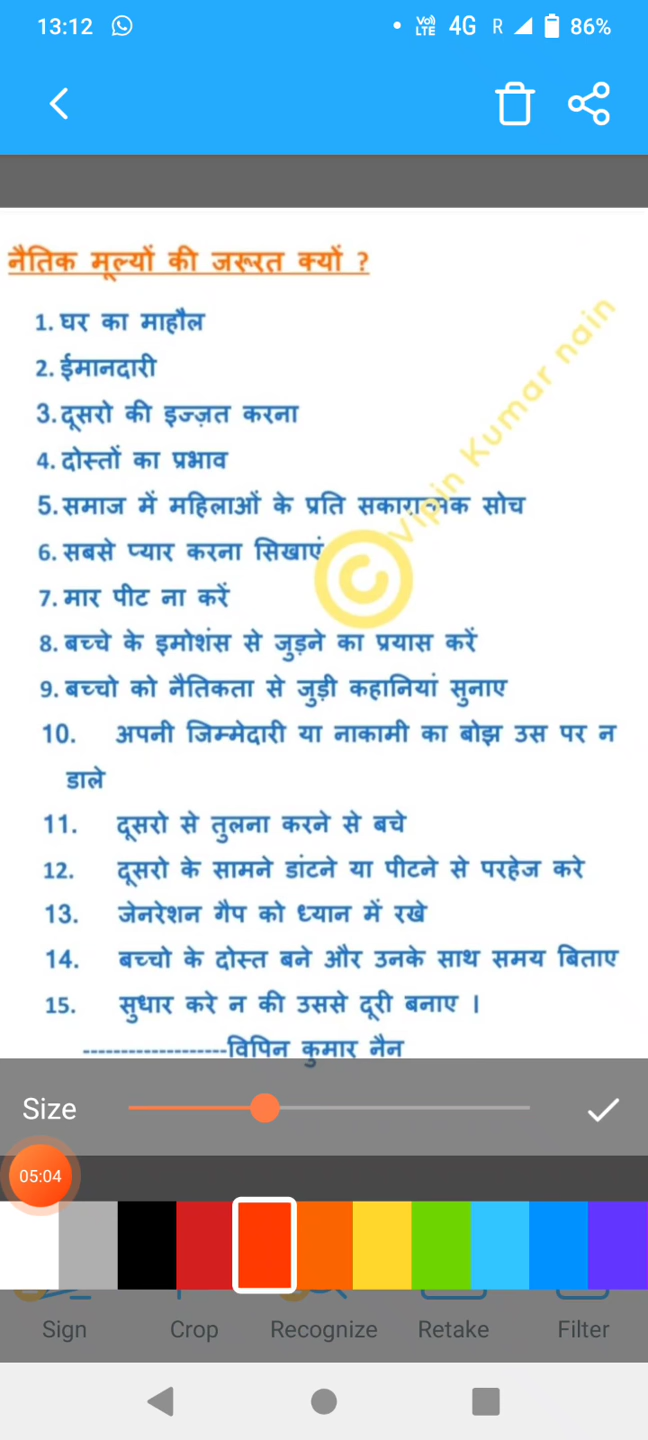 13:12 VoLTE 4G R 86%
नैतिक मूल्यों की जरूरत क्यों ?
1. घर का माहौल
2. ईमानदारी
3. दूसरो की इज्ज़त करना
4. दोस्तों का प्रभाव
5. समाज में महिलाओं के प्रति सकारात्मक सोच
6. सबसे प्यार करना सिखाएं
7. मार पीट ना करें
8. बच्चे के इमोशंस से जुड़ने का प्रयास करें
9. बच्चो को नैतिकता से जुड़ी कहानियां सुनाए
10. अपनी जिम्मेदारी या नाकामी का बोझ उस पर न
डाले
11. दूसरो से तुलना करने से बचे
12. दूसरो के सामने डांटने या पीटने से परहेज करे
13. जेनरेशन गैप को ध्यान में रखे
14. बच्चो के दोस्त बने और उनके साथ समय बिताए
15. सुधार करे न की उससे दूरी बनाए ।
-------------------विपिन कुमार नैन
© Vipin Kumar nain
Size
05:04
Sign Crop Recognize Retake Filter